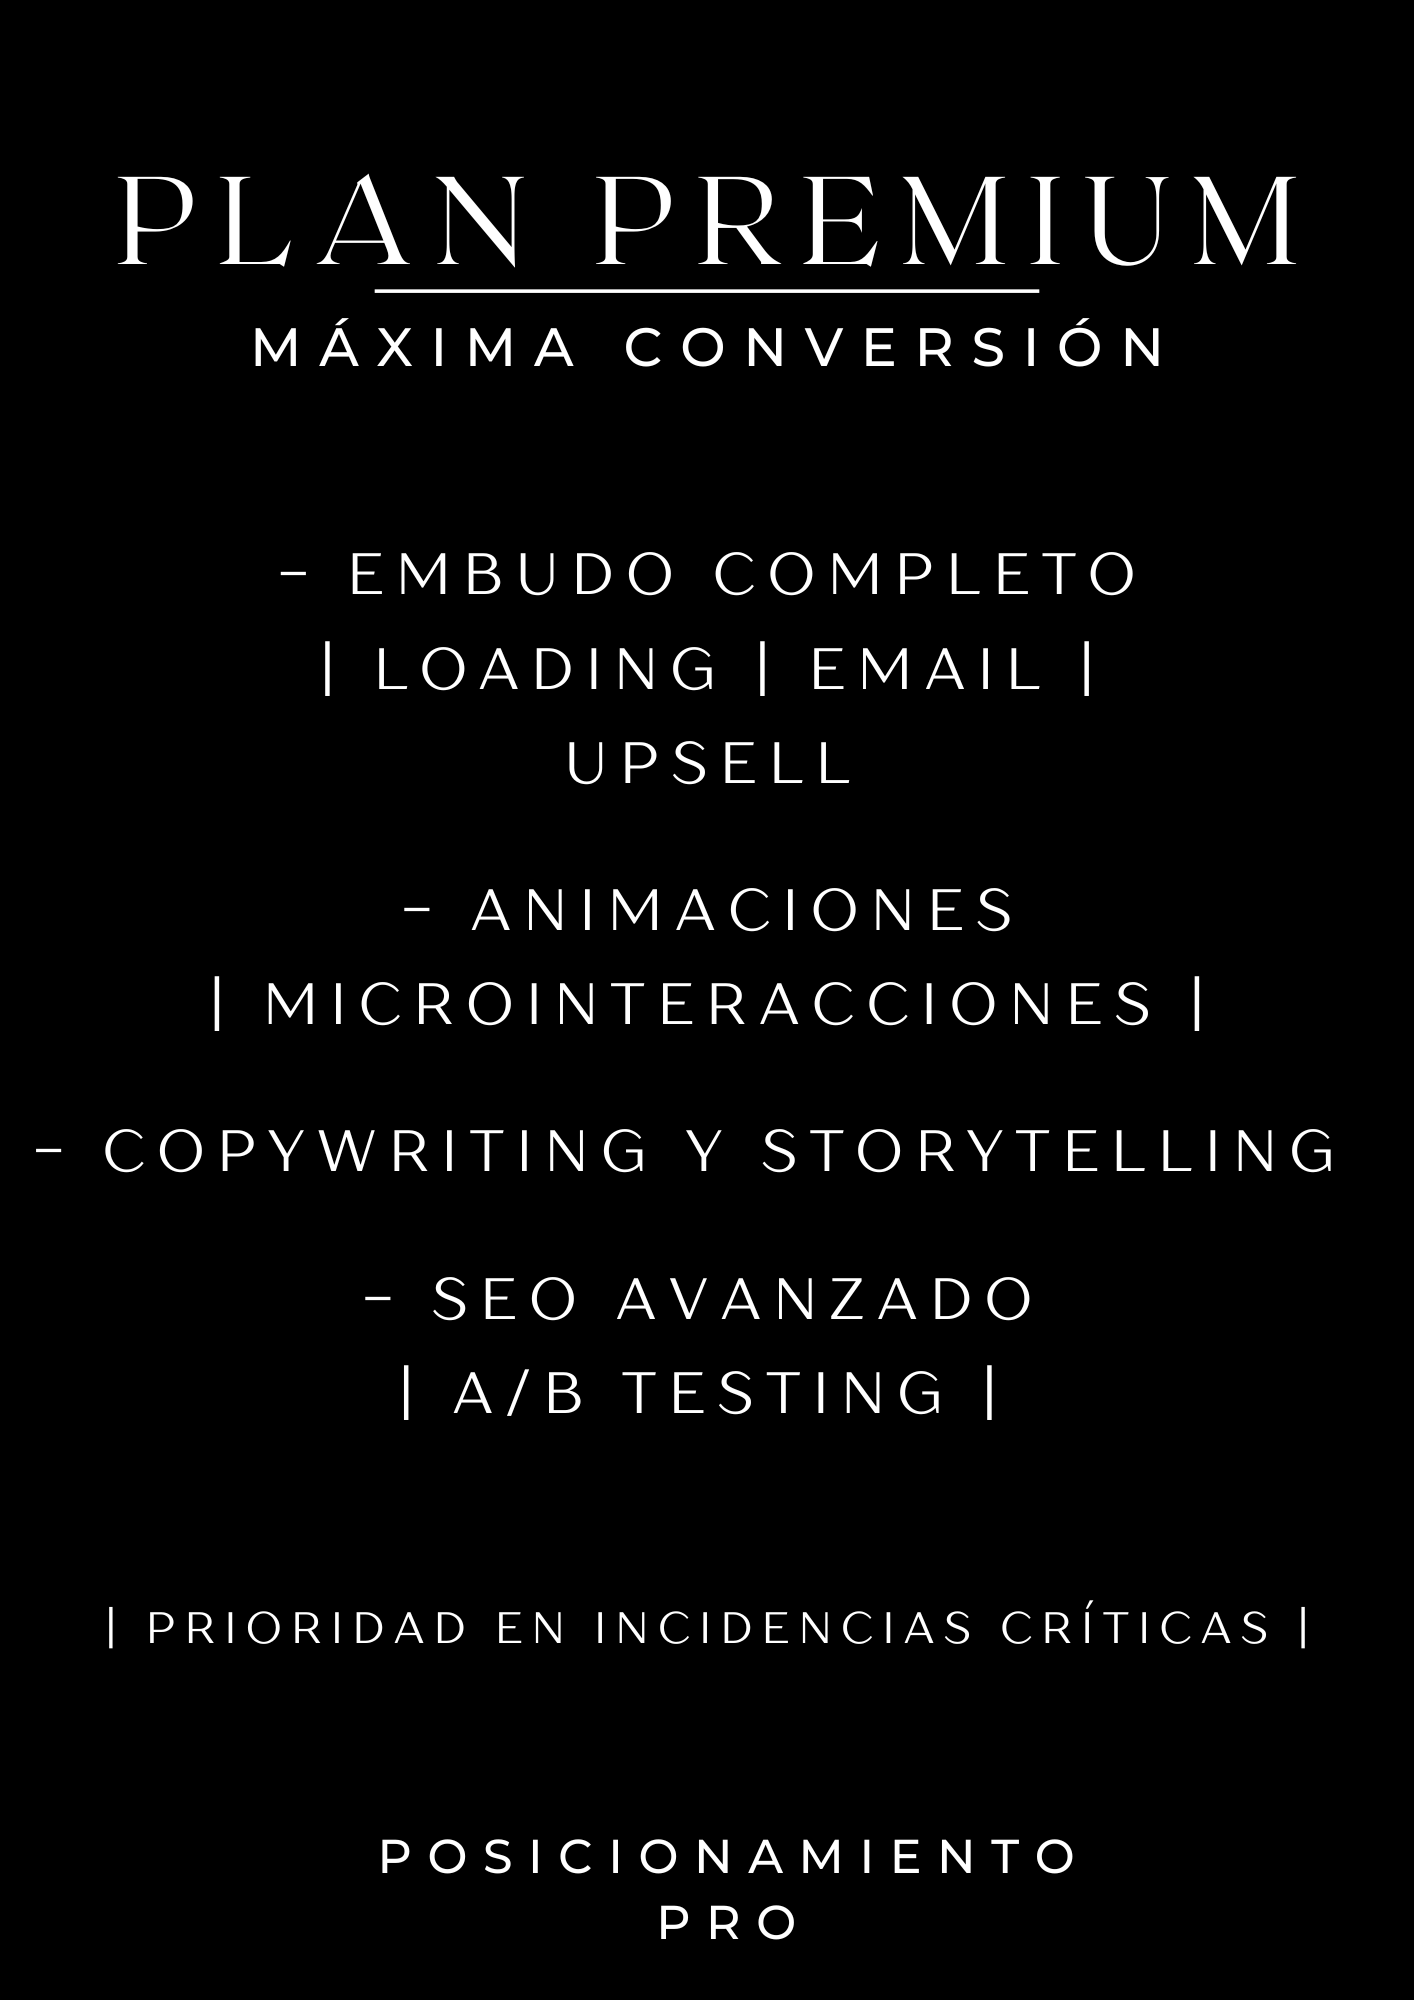 PLAN PREMIUM
MÁXIMA CONVERSIÓN
- EMBUDO COMPLETO
| LOADING | EMAIL |
UPSELL
- ANIMACIONES
| MICROINTERACCIONES |
- COPYWRITING Y STORYTELLING
- SEO AVANZADO
| A/B TESTING |
| PRIORIDAD EN INCIDENCIAS CRÍTICAS |
POSICIONAMIENTO
PRO